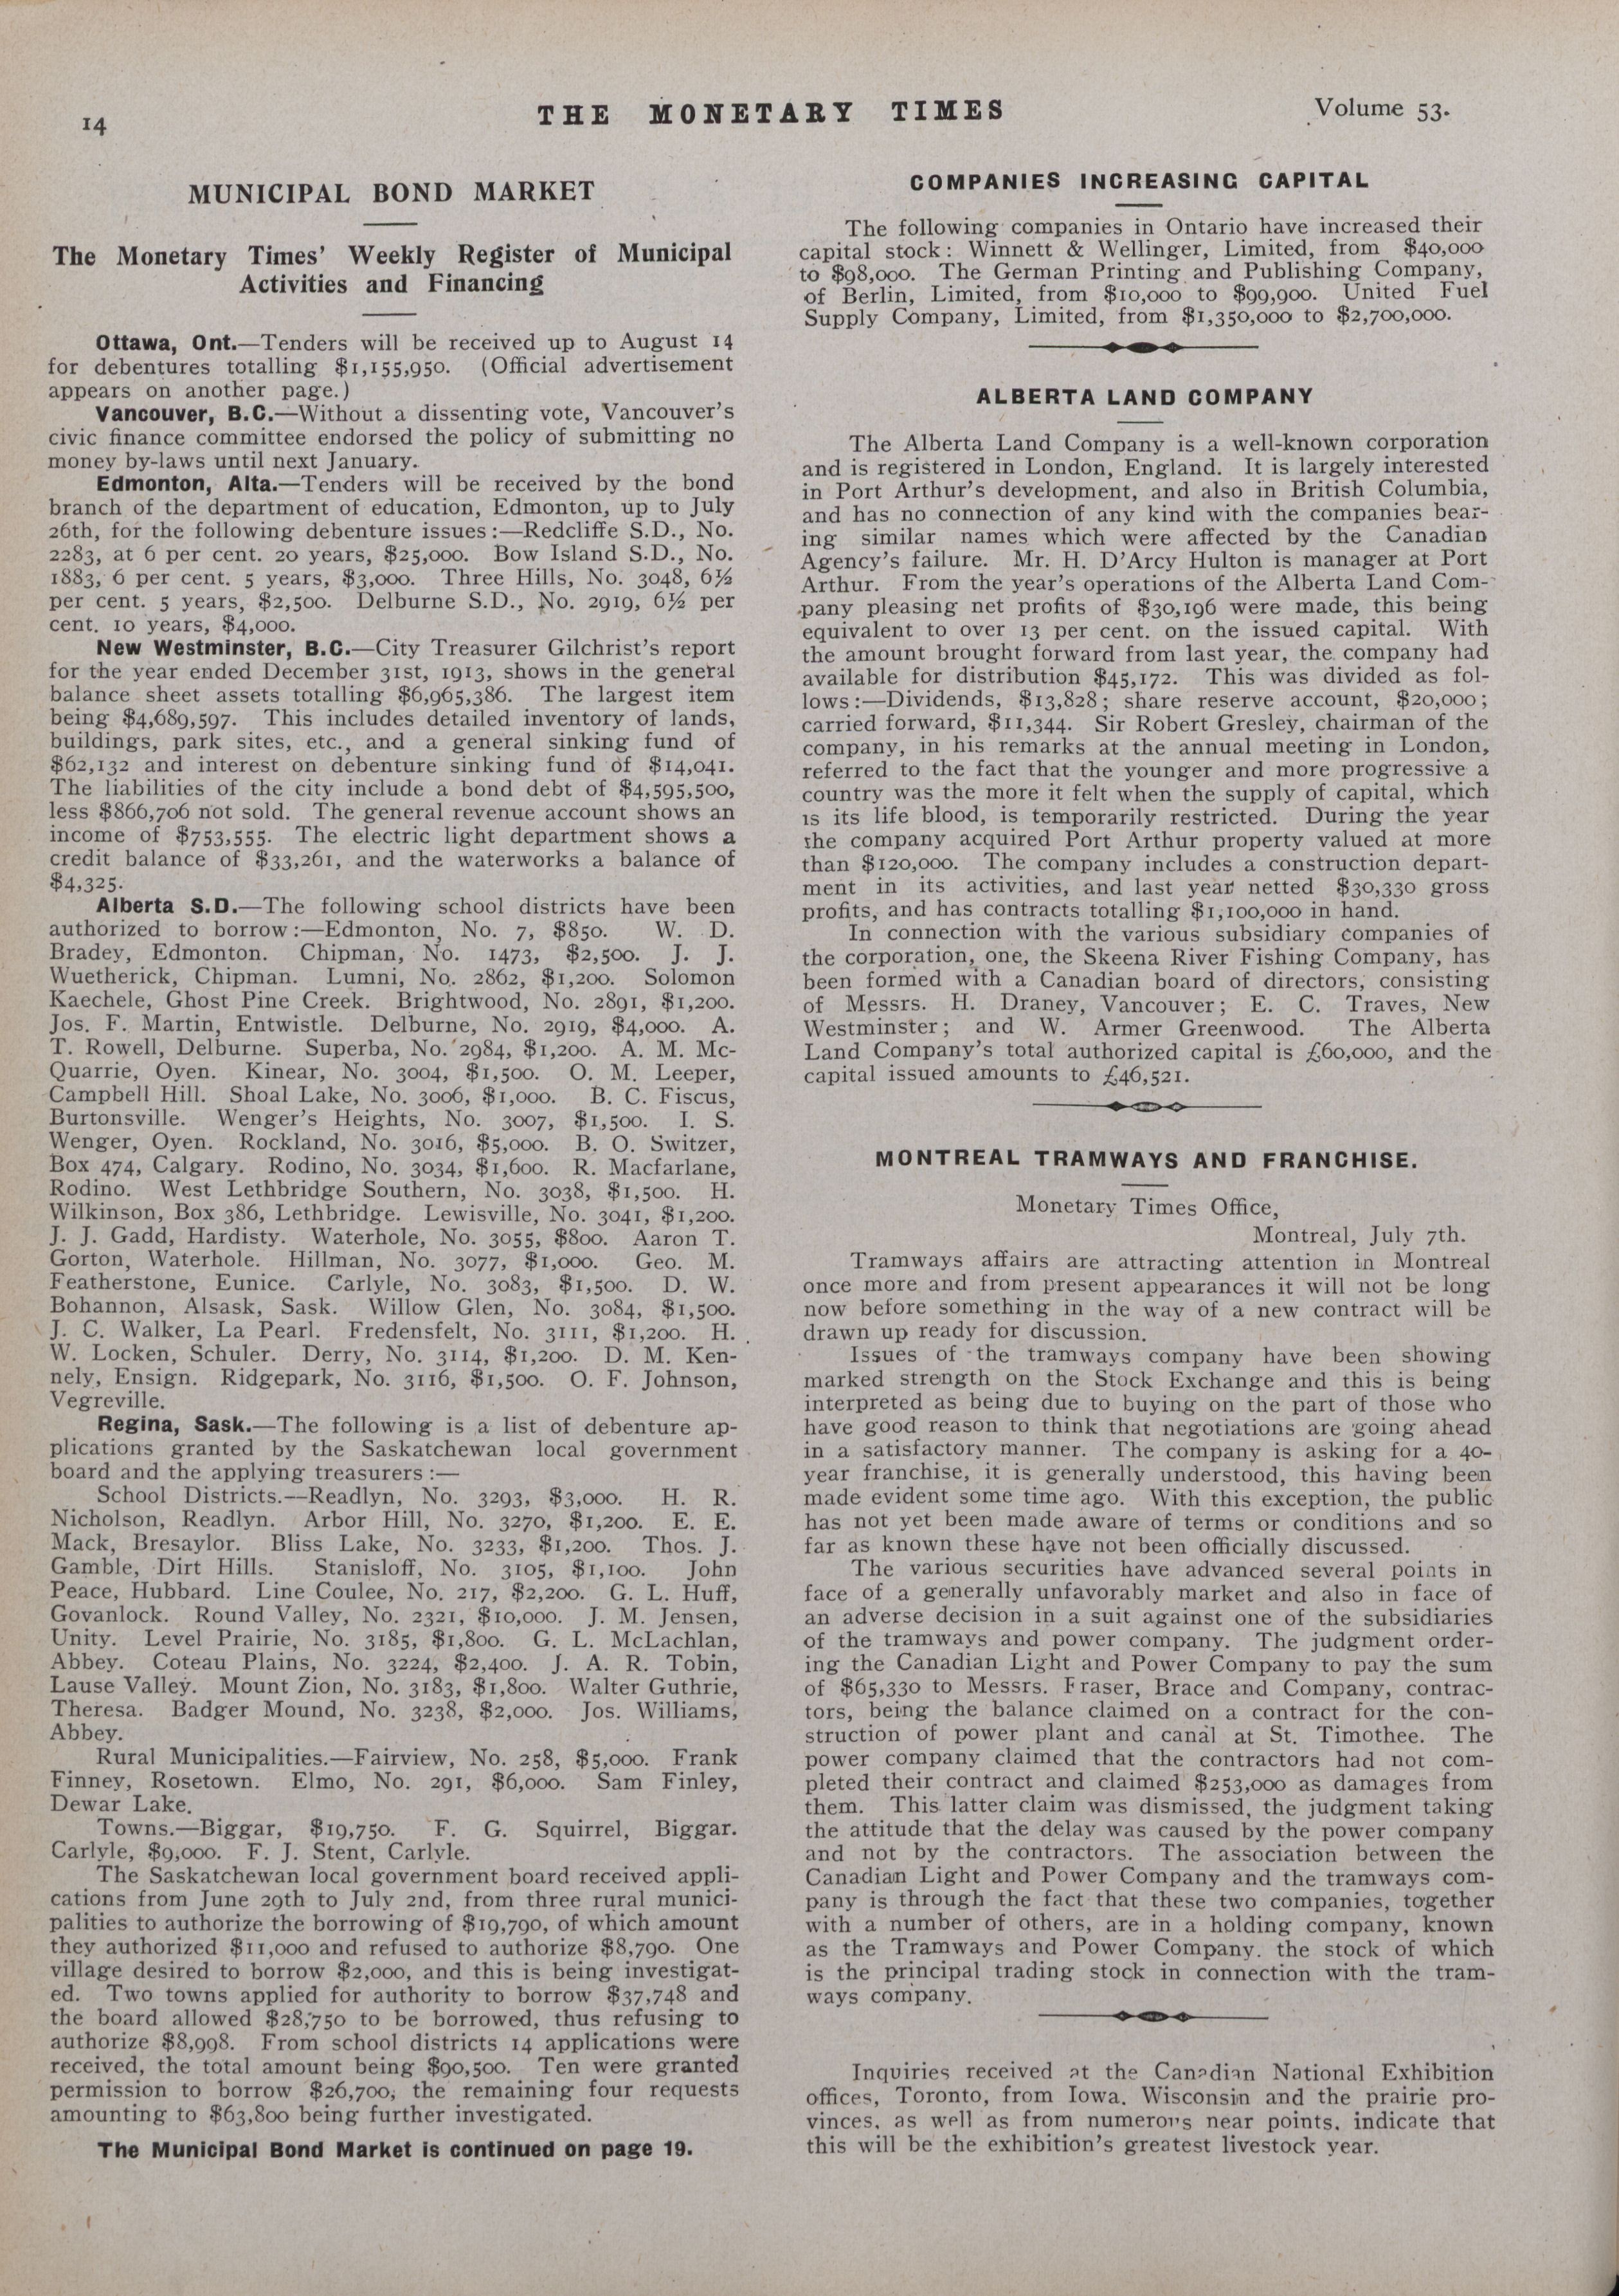 14
THE MONETARY TIMES
Volume 53.
MUNICIPAL BOND MARKET
The Monetary Times' Weekly Register of Municipal
Activities and Financing
Ottawa, Ont.—Tenders will be received up to August 14
for debentures totalling $1,155,950. (Official advertisement
appears on another page.)
Vancouver, B.C.—Without a dissenting vote, Vancouver's
civic finance committee endorsed the policy of submitting no
money by-laws until next January.
Edmonton, Alta.—Tenders will be received by the bond
branch of the department of education, Edmonton, up to July
26th, for the following debenture issues:—Redcliffe S.D., No.
2283, at 6 per cent. 20 years, $25,000. Bow Island S.D., No.
1883, 6 per cent. 5 years, $3,000. Three Hills, No. 3048, 6½
per cent. 5 years, $2,500. Delburne S.D., No. 2919, 6½ per
cent. 10 years, $4,000.
New Westminster, B.C.—City Treasurer Gilchrist's report
for the year ended December 31st, 1913, shows in the general
balance sheet assets totalling $6,965,386. The largest item
being $4,689,597. This includes detailed inventory of lands,
buildings, park sites, etc., and a general sinking fund of
$62,132 and interest on debenture sinking fund of $14,041.
The liabilities of the city include a bond debt of $4,595,500,
less $866,706 not sold. The general revenue account shows an
income of $753,555. The electric light department shows a
credit balance of $33,261, and the waterworks a balance of
$4,325.
Alberta S.D.—The following school districts have been
authorized to borrow:—Edmonton, No. 7, $850. W. D.
Bradey, Edmonton. Chipman, No. 1473, $2,500. J. J.
Wuetherick, Chipman. Lumni, No. 2862, $1,200. Solomon
Kaechele, Ghost Pine Creek. Brightwood, No. 2891, $1,200.
Jos. F. Martin, Entwistle. Delburne, No. 2919, $4,000. A.
T. Rowell, Delburne. Superba, No. 2984, $1,200. A. M. Mc-
Quarrie, Oyen. Kinear, No. 3004, $1,500. O. M. Leeper,
Campbell Hill. Shoal Lake, No. 3006, $1,000. B. C. Fiscus,
Burtonsville. Wenger's Heights, No. 3007, $1,500. I. S.
Wenger, Oyen. Rockland, No. 3016, $5,000. B. O. Switzer,
Box 474, Calgary. Rodino, No. 3034, $1,600. R. Macfarlane,
Rodino. West Lethbridge Southern, No. 3038, $1,500. H.
Wilkinson, Box 386, Lethbridge. Lewisville, No. 3041, $1,200.
J. J. Gadd, Hardisty. Waterhole, No. 3055, $800. Aaron T.
Gorton, Waterhole. Hillman, No. 3077, $1,000. Geo. M.
Featherstone, Eunice. Carlyle, No. 3083, $1,500. D. W.
Bohannon, Alsask, Sask. Willow Glen, No. 3084, $1,500.
J. C. Walker, La Pearl. Fredensfelt, No. 3111, $1,200. H.
W. Locken, Schuler. Derry, No. 3114, $1,200. D. M. Ken-
nely, Ensign. Ridgepark, No. 3116, $1,500. O. F. Johnson,
Vegreville.
Regina, Sask.—The following is a list of debenture ap-
plications granted by the Saskatchewan local government
board and the applying treasurers:—
School Districts.—Readlyn, No. 3293, $3,000. H. R.
Nicholson, Readlyn. Arbor Hill, No. 3270, $1,200. E. E.
Mack, Bresaylor. Bliss Lake, No. 3233, $1,200. Thos. J.
Gamble, Dirt Hills. Stanisloff, No. 3105, $1,100. John
Peace, Hubbard. Line Coulee, No. 217, $2,200. G. L. Huff,
Govanlock. Round Valley, No. 2321, $10,000. J. M. Jensen,
Unity. Level Prairie, No. 3185, $1,800. G. L. McLachlan,
Abbey. Coteau Plains, No. 3224, $2,400. J. A. R. Tobin,
Lause Valley. Mount Zion, No. 3183, $1,800. Walter Guthrie,
Theresa. Badger Mound, No. 3238, $2,000. Jos. Williams,
Abbey.
Rural Municipalities.—Fairview, No. 258, $5,000. Frank
Finney, Rosetown. Elmo, No. 291, $6,000. Sam Finley,
Dewar Lake.
Towns.—Biggar, $19,750. F. G. Squirrel, Biggar.
Carlyle, $9,000. F. J. Stent, Carlyle.
The Saskatchewan local government board received appli-
cations from June 29th to July 2nd, from three rural munici-
palities to authorize the borrowing of $19,790, of which amount
they authorized $11,000 and refused to authorize $8,790. One
village desired to borrow $2,000, and this is being investigat-
ed. Two towns applied for authority to borrow $37,748 and
the board allowed $28,750 to be borrowed, thus refusing to
authorize $8,998. From school districts 14 applications were
received, the total amount being $90,500. Ten were granted
permission to borrow $26,700, the remaining four requests
amounting to $63,800 being further investigated.
The Municipal Bond Market is continued on page 19.
COMPANIES INCREASING CAPITAL
The following companies in Ontario have increased their
capital stock: Winnett & Wellinger, Limited, from $40,000
to $98,000. The German Printing and Publishing Company,
of Berlin, Limited, from $10,000 to $99,900. United Fuel
Supply Company, Limited, from $1,350,000 to $2,700,000.
ALBERTA LAND COMPANY
The Alberta Land Company is a well-known corporation
and is registered in London, England. It is largely interested
in Port Arthur's development, and also in British Columbia,
and has no connection of any kind with the companies bear-
ing similar names which were affected by the Canadian
Agency's failure. Mr. H. D'Arcy Hulton is manager at Port
Arthur. From the year's operations of the Alberta Land Com-
pany pleasing net profits of $30,196 were made, this being
equivalent to over 13 per cent. on the issued capital. With
the amount brought forward from last year, the company had
available for distribution $45,172. This was divided as fol-
lows:—Dividends, $13,828; share reserve account, $20,000;
carried forward, $11,344. Sir Robert Gresley, chairman of the
company, in his remarks at the annual meeting in London,
referred to the fact that the younger and more progressive a
country was the more it felt when the supply of capital, which
is its life blood, is temporarily restricted. During the year
the company acquired Port Arthur property valued at more
than $120,000. The company includes a construction depart-
ment in its activities, and last year netted $30,330 gross
profits, and has contracts totalling $1,100,000 in hand.
In connection with the various subsidiary companies of
the corporation, one, the Skeena River Fishing Company, has
been formed with a Canadian board of directors, consisting
of Messrs. H. Draney, Vancouver; E. C. Traves, New
Westminster; and W. Armer Greenwood. The Alberta
Land Company's total authorized capital is £60,000, and the
capital issued amounts to £46,521.
MONTREAL TRAMWAYS AND FRANCHISE.
Monetary Times Office,
Montreal, July 7th.
Tramways affairs are attracting attention in Montreal
once more and from present appearances it will not be long
now before something in the way of a new contract will be
drawn up ready for discussion.
Issues of the tramways company have been showing
marked strength on the Stock Exchange and this is being
interpreted as being due to buying on the part of those who
have good reason to think that negotiations are going ahead
in a satisfactory manner. The company is asking for a 40-
year franchise, it is generally understood, this having been
made evident some time ago. With this exception, the public
has not yet been made aware of terms or conditions and so
far as known these have not been officially discussed.
The various securities have advanced several points in
face of a generally unfavorably market and also in face of
an adverse decision in a suit against one of the subsidiaries
of the tramways and power company. The judgment order-
ing the Canadian Light and Power Company to pay the sum
of $65,330 to Messrs. Fraser, Brace and Company, contrac-
tors, being the balance claimed on a contract for the con-
struction of power plant and canal at St. Timothee. The
power company claimed that the contractors had not com-
pleted their contract and claimed $253,000 as damages from
them. This latter claim was dismissed, the judgment taking
the attitude that the delay was caused by the power company
and not by the contractors. The association between the
Canadian Light and Power Company and the tramways com-
pany is through the fact that these two companies, together
with a number of others, are in a holding company, known
as the Tramways and Power Company. the stock of which
is the principal trading stock in connection with the tram-
ways company.
Inquiries received at the Canadian National Exhibition
offices, Toronto, from Iowa, Wisconsin and the prairie pro-
vinces, as well as from numerous near points, indicate that
this will be the exhibition's greatest livestock year.